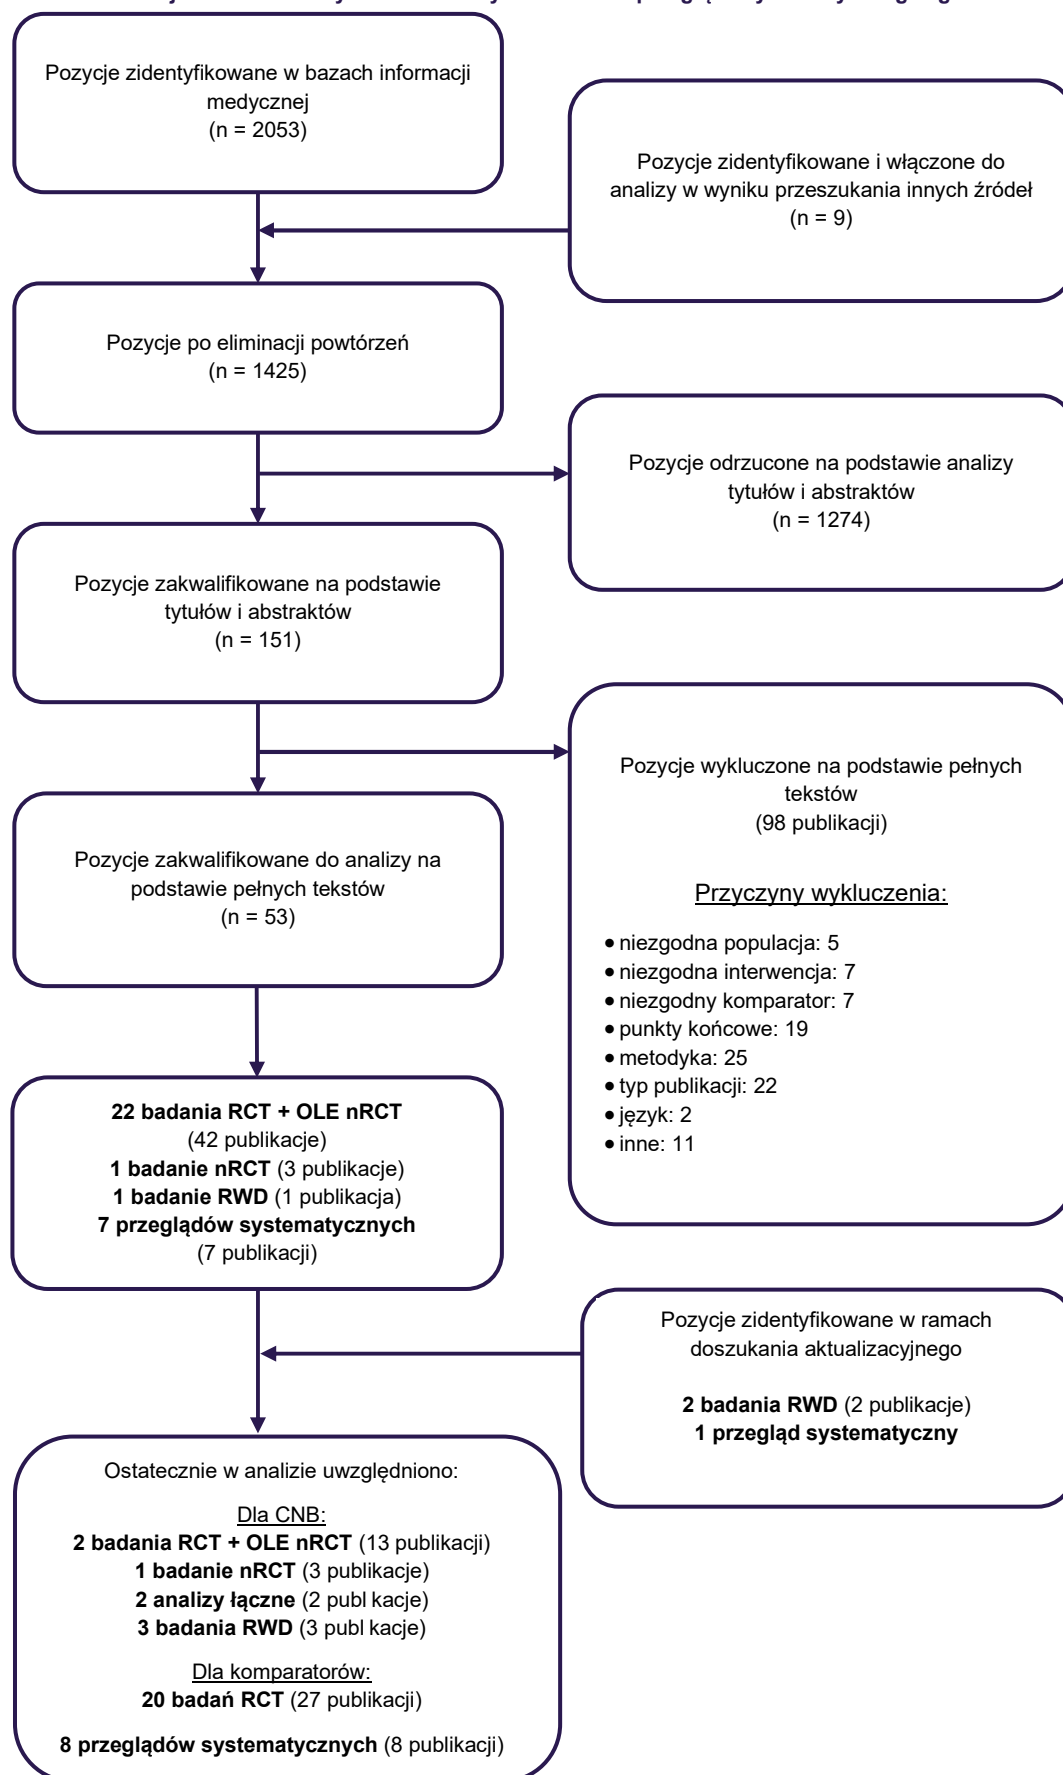 Pozycje zidentyfikowane w bazach informacji
medycznej
(n = 2053)
Pozycje zidentyfikowane i włączone do
analizy w wyniku przeszukania innych źródeł
(n = 9)
Pozycje po eliminacji powtórzeń
(n = 1425)
Pozycje odrzucone na podstawie analizy
tytułów i abstraktów
(n = 1274)
Pozycje zakwalifikowane na podstawie
tytułów i abstraktów
(n = 151)
Pozycje wykluczone na podstawie pełnych
tekstów
(98 publikacji)
Przyczyny wykluczenia:
• niezgodna populacja: 5
• niezgodna interwencja: 7
• niezgodny komparator: 7
• punkty końcowe: 19
• metodyka: 25
• typ publikacji: 22
• język: 2
• inne: 11
Pozycje zakwalifikowane do analizy na
podstawie pełnych tekstów
(n = 53)
22 badania RCT + OLE nRCT
(42 publikacje)
1 badanie nRCT (3 publikacje)
1 badanie RWD (1 publikacja)
7 przeglądów systematycznych
(7 publikacji)
Pozycje zidentyfikowane w ramach
doszukania aktualizacyjnego
2 badania RWD (2 publikacje)
1 przegląd systematyczny
Ostatecznie w analizie uwzględniono:
Dla CNB:
2 badania RCT + OLE nRCT (13 publikacji)
1 badanie nRCT (3 publikacje)
2 analizy łączne (2 publ kacje)
3 badania RWD (3 publ kacje)
Dla komparatorów:
20 badań RCT (27 publikacji)
8 przeglądów systematycznych (8 publikacji)